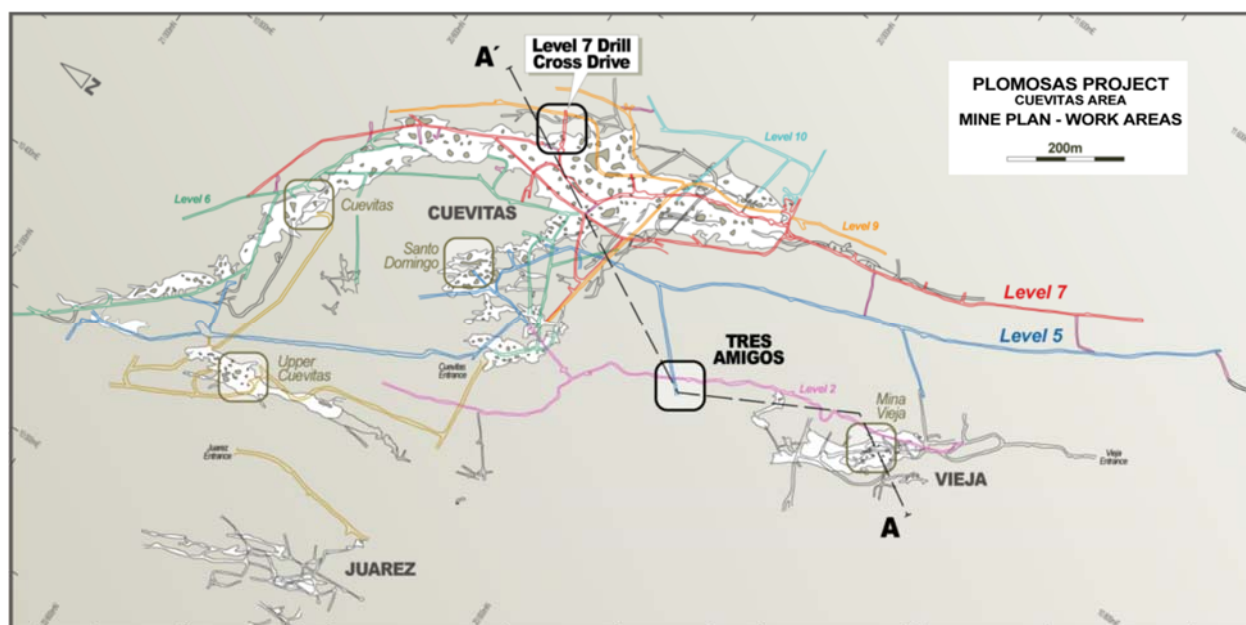 A´
Level 7 Drill
Cross Drive
PLOMOSAS PROJECT
CUEVITAS AREA
MINE PLAN - WORK AREAS
200m
N
Level 10
Level 6
Cuevitas
CUEVITAS
Santo
Domingo
Level 9
Level 7
Level 5
TRES
AMIGOS
Upper
Cuevitas
Cuevitas
Entrance
Level 2
Mina
Vieja
Juarez
Entrance
Vieja
Entrance
VIEJA
A
JUAREZ